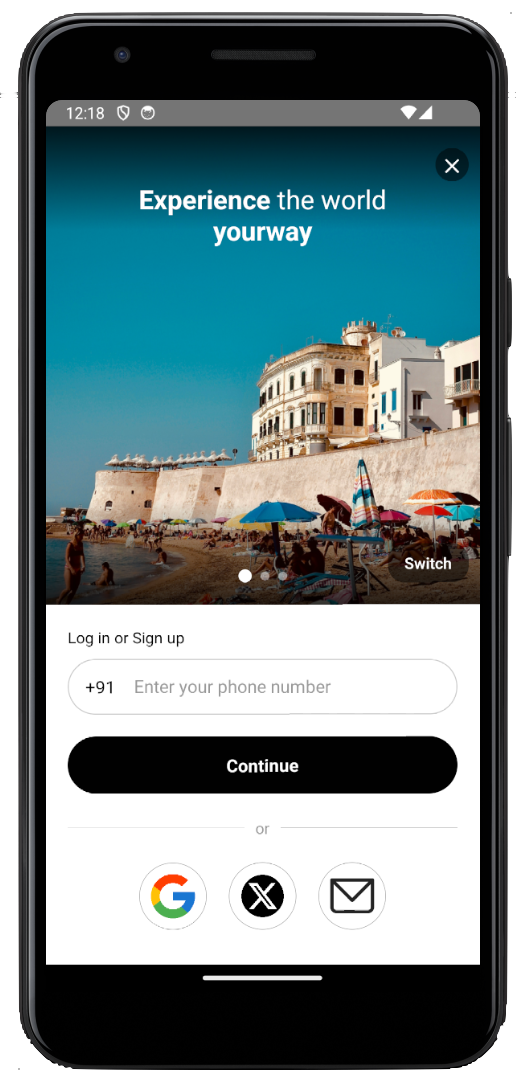 12:18
Experience the world
yourway
Switch
Log in or Sign up
+91 Enter your phone number
Continue
or